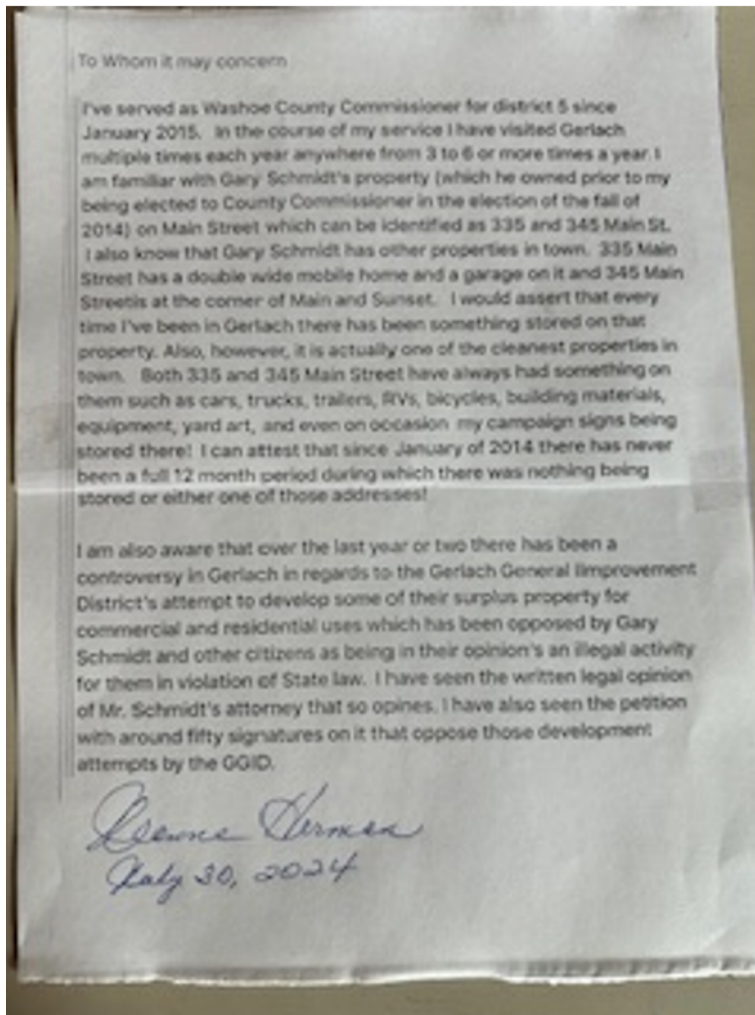 To Whom it may concern
I've served as Washoe County Commissioner for district 5 since
January 2015. In the course of my service I have visited Gerlach
multiple times each year anywhere from 3 to 6 or more times a year. I
am familiar with Gary Schmidt's property (which he owned prior to my
being elected to County Commissioner in the election of the fall of
2014) on Main Street which can be identified as 335 and 345 Main St.
I also know that Gary Schmidt has other properties in town. 335 Main
Street has a double wide mobile home and a garage on it and 345 Main
Streetis at the corner of Main and Sunset. I would assert that every
time I've been in Gerlach there has been something stored on that
property. Also, however, it is actually one of the cleanest properties in
town. Both 335 and 345 Main Street have always had something on
them such as cars, trucks, trailers, RVs, bicycles, building materials,
equipment, yard art, and even on occasion my campaign signs being
stored there! I can attest that since January of 2014 there has never
been a full 12 month period during which there was nothing being
stored or either one of those addresses!
I am also aware that over the last year or two there has been a
controversy in Gerlach in regards to the Gerlach General Iimprovement
District's attempt to develop some of their surplus property for
commercial and residential uses which has been opposed by Gary
Schmidt and other citizens as being in their opinion's an illegal activity
for them in violation of State law. I have seen the written legal opinion
of Mr. Schmidt's attorney that so opines. I have also seen the petition
with around fifty signatures on it that oppose those development
attempts by the GGID.
Herman
July 30, 2024